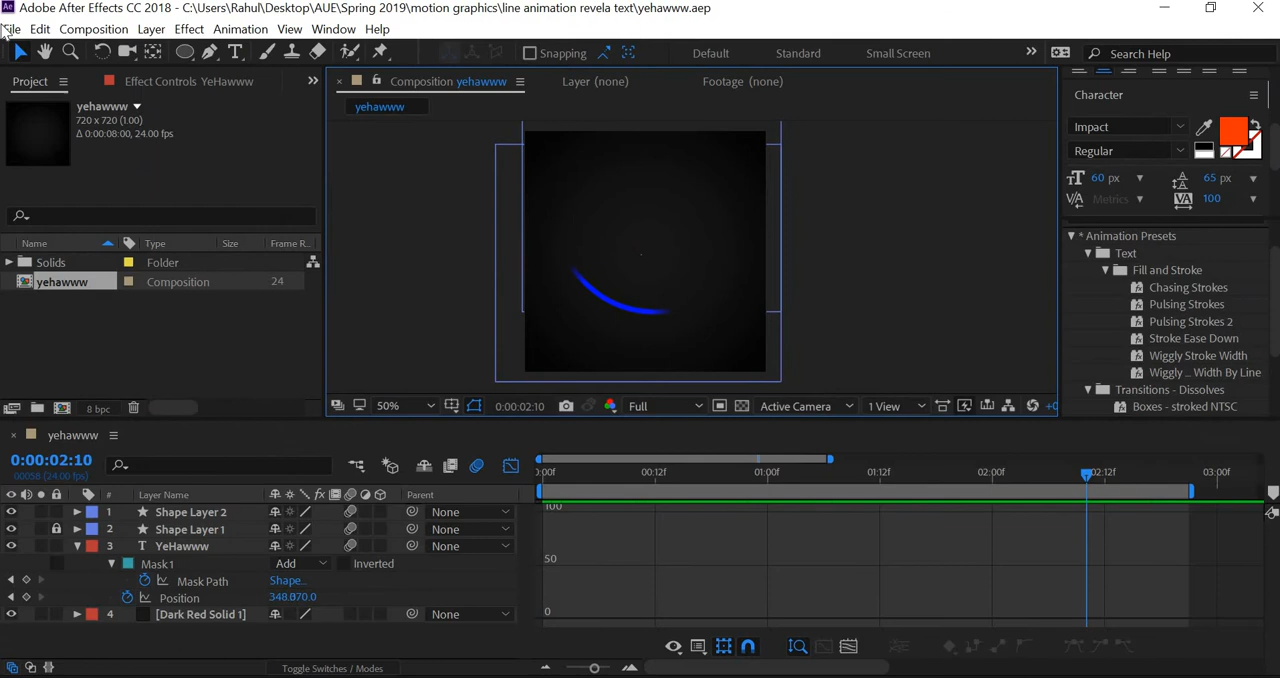 Adobe After Effects CC 2018 - C:\Users\Rahul\Desktop\AUE\Spring 2019\motion graphics\line animation revela text\yehawww.aep
File Edit Composition Layer Effect Animation View Window Help
Snapping Default Standard Small Screen Search Help
Project Effect Controls YeHawww Composition yehawww Layer (none) Footage (none)
yehawww
720 x 720 (1.00)
Δ 0:00:08:00, 24.00 fps
yehawww
Character
Impact
Regular
60 px 65 px
Metrics 100
Name Type Size Frame R...
Solids Folder
yehawww Composition 24
* Animation Presets
Text
Fill and Stroke
Chasing Strokes
Pulsing Strokes
Pulsing Strokes 2
Stroke Ease Down
Wiggly Stroke Width
Wiggly ... Width By Line
Transitions - Dissolves
Boxes - stroked NTSC
8 bpc 50% 0:00:02:10 Full Active Camera 1 View +0
yehawww
0:00:02:10
00058 (24.00 fps)
0:00f 00:12f 01:00f 01:12f 02:00f 02:12f 03:00f
# Layer Name Parent
1 Shape Layer 2 None
2 Shape Layer 1 None
3 T YeHawww None
Mask 1 Add Inverted
Mask Path Shape...
Position
4 [Dark Red Solid 1] None
100
50
0
Toggle Switches / Modes